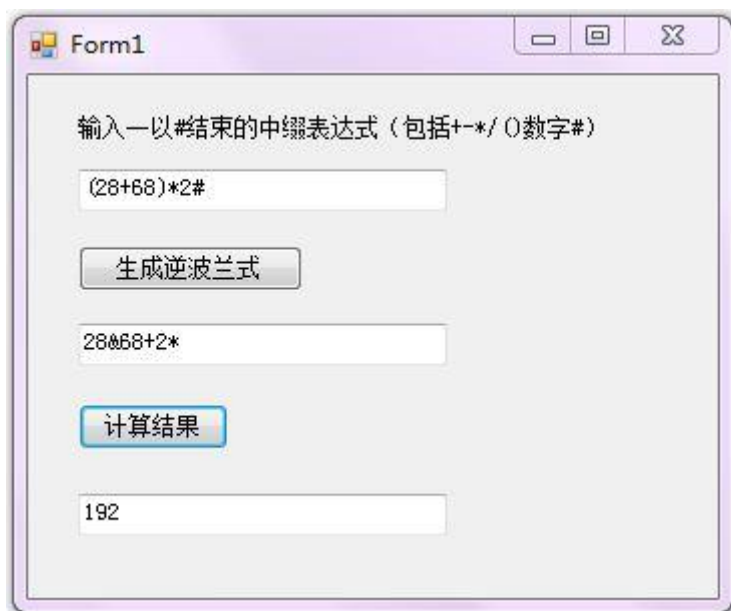 Form1
输入一以#结束的中缀表达式（包括+-*/ ()数字#）
(28+68)*2#
生成逆波兰式
28&68+2*
计算结果
192